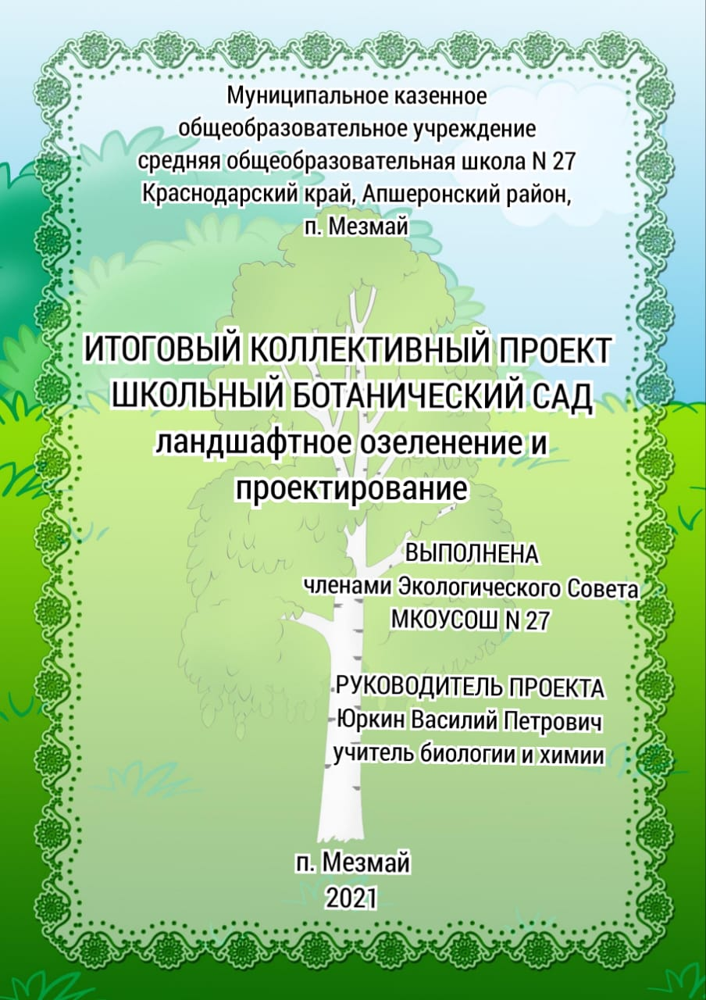 Муниципальное казенное
общеобразовательное учреждение
средняя общеобразовательная школа N 27
Краснодарский край, Апшеронский район,
п. Мезмай
ИТОГОВЫЙ КОЛЛЕКТИВНЫЙ ПРОЕКТ
ШКОЛЬНЫЙ БОТАНИЧЕСКИЙ САД
ландшафтное озеленение и
проектирование
ВЫПОЛНЕНА
членами Экологического Совета
МКОУСОШ N 27
РУКОВОДИТЕЛЬ ПРОЕКТА
Юркин Василий Петрович
учитель биологии и химии
п. Мезмай
2021